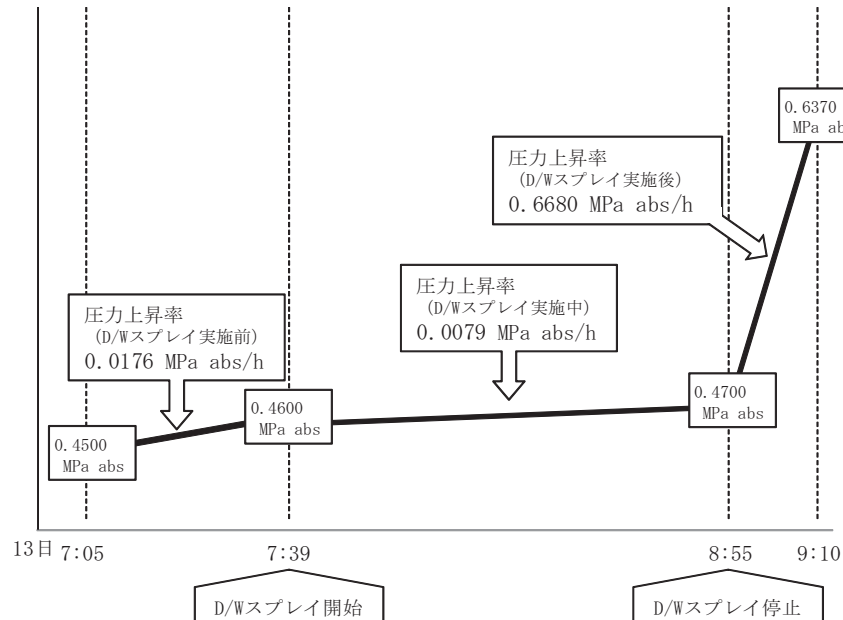 0.6370
MPa ab
圧力上昇率
（D/Wスプレイ実施後）
0.6680 MPa abs/h
圧力上昇率
（D/Wスプレイ実施中）
0.0079 MPa abs/h
圧力上昇率
（D/Wスプレイ実施前）
0.0176 MPa abs/h
0.4700
MPa abs
0.4600
MPa abs
0.4500
MPa abs
13日 7:05 7:39 8:55 9:10
D/Wスプレイ開始 D/Wスプレイ停止